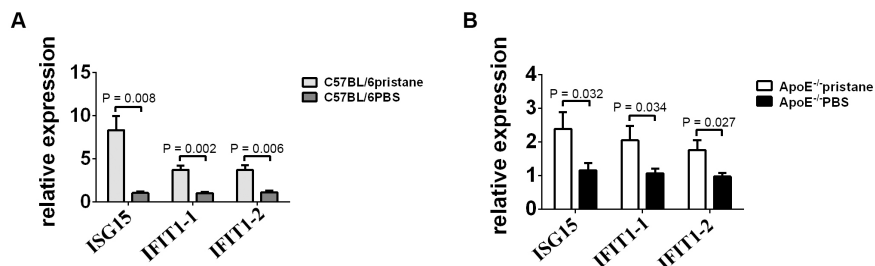 A
relative expression
15
10
5
0
P = 0.008
P = 0.002
P = 0.006
ISG15
IFIT1-1
IFIT1-2
C57BL/6pristane
C57BL/6PBS
B
relative expression
4
3
2
1
0
P = 0.032
P = 0.034
P = 0.027
ISG15
IFIT1-1
IFIT1-2
ApoE⁻/⁻pristane
ApoE⁻/⁻PBS